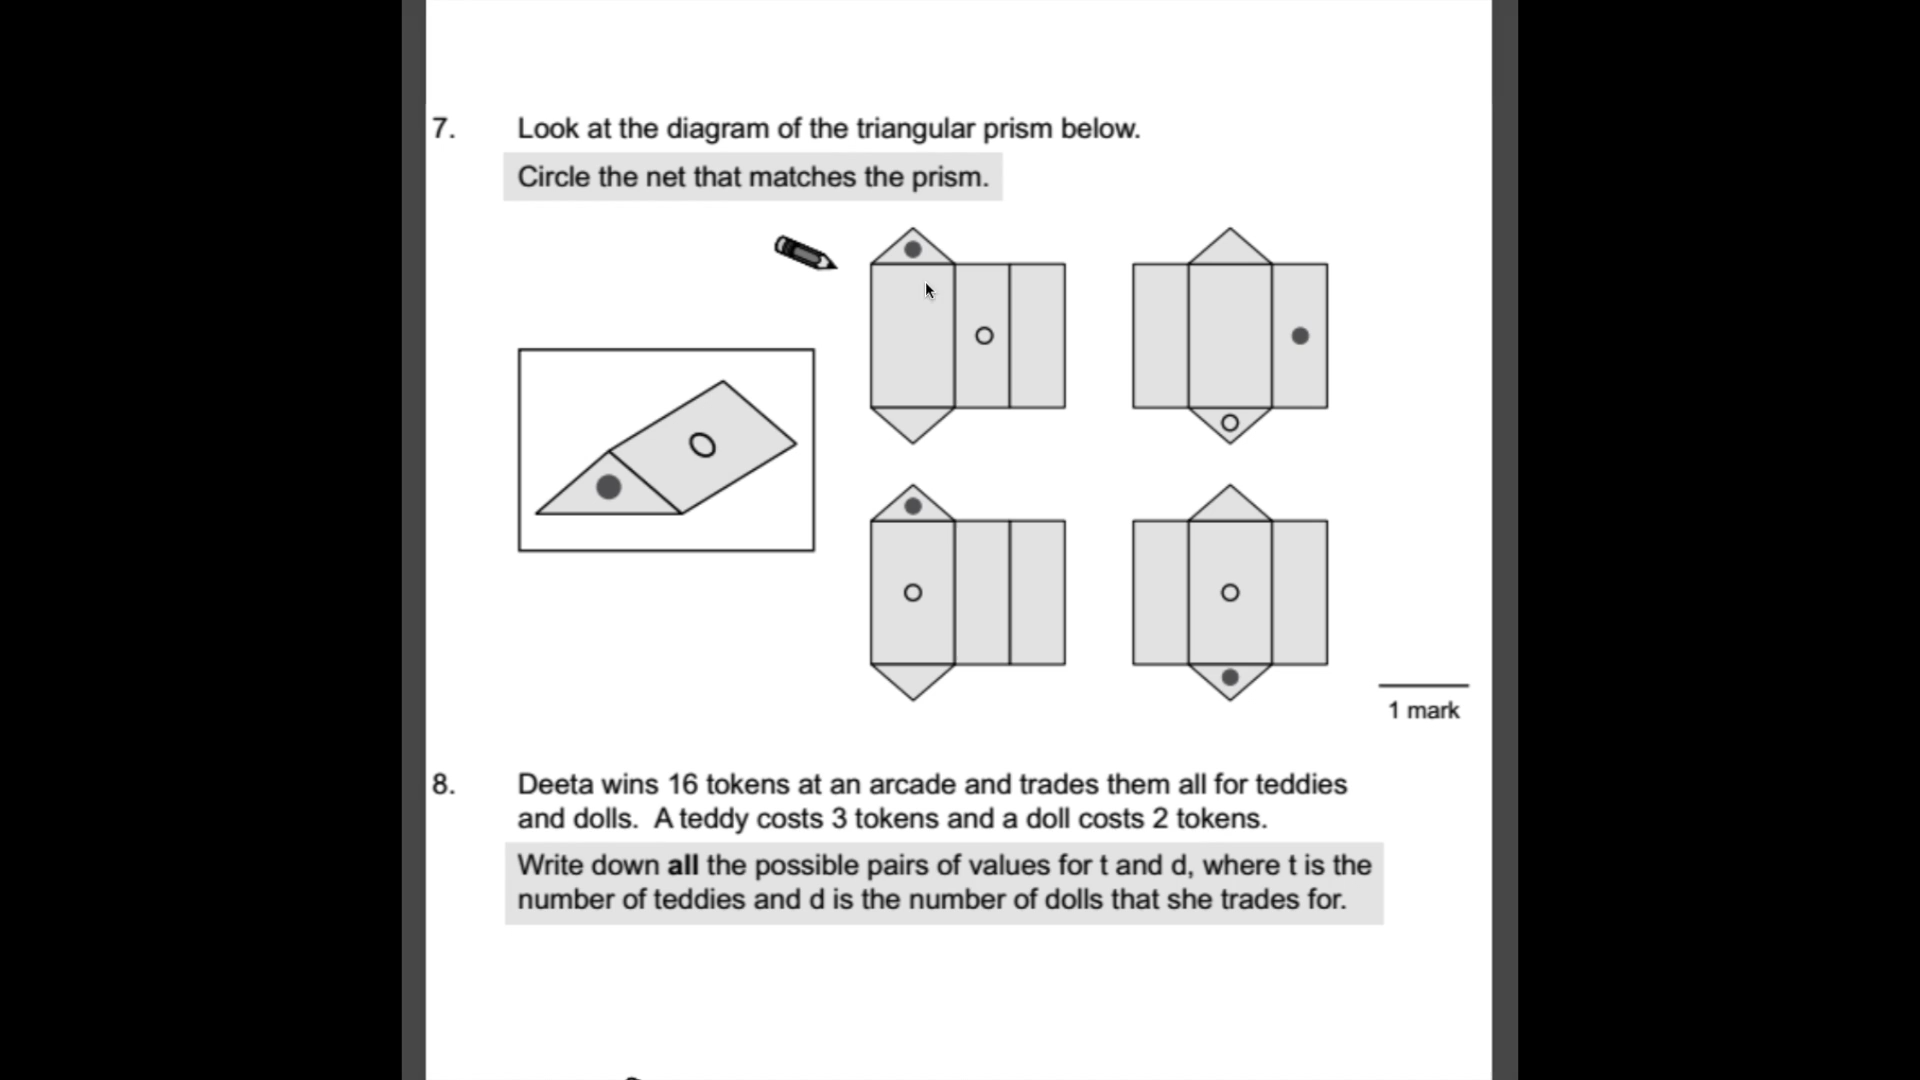 7. Look at the diagram of the triangular prism below.
Circle the net that matches the prism.
1 mark
8. Deeta wins 16 tokens at an arcade and trades them all for teddies
and dolls. A teddy costs 3 tokens and a doll costs 2 tokens.
Write down all the possible pairs of values for t and d, where t is the
number of teddies and d is the number of dolls that she trades for.